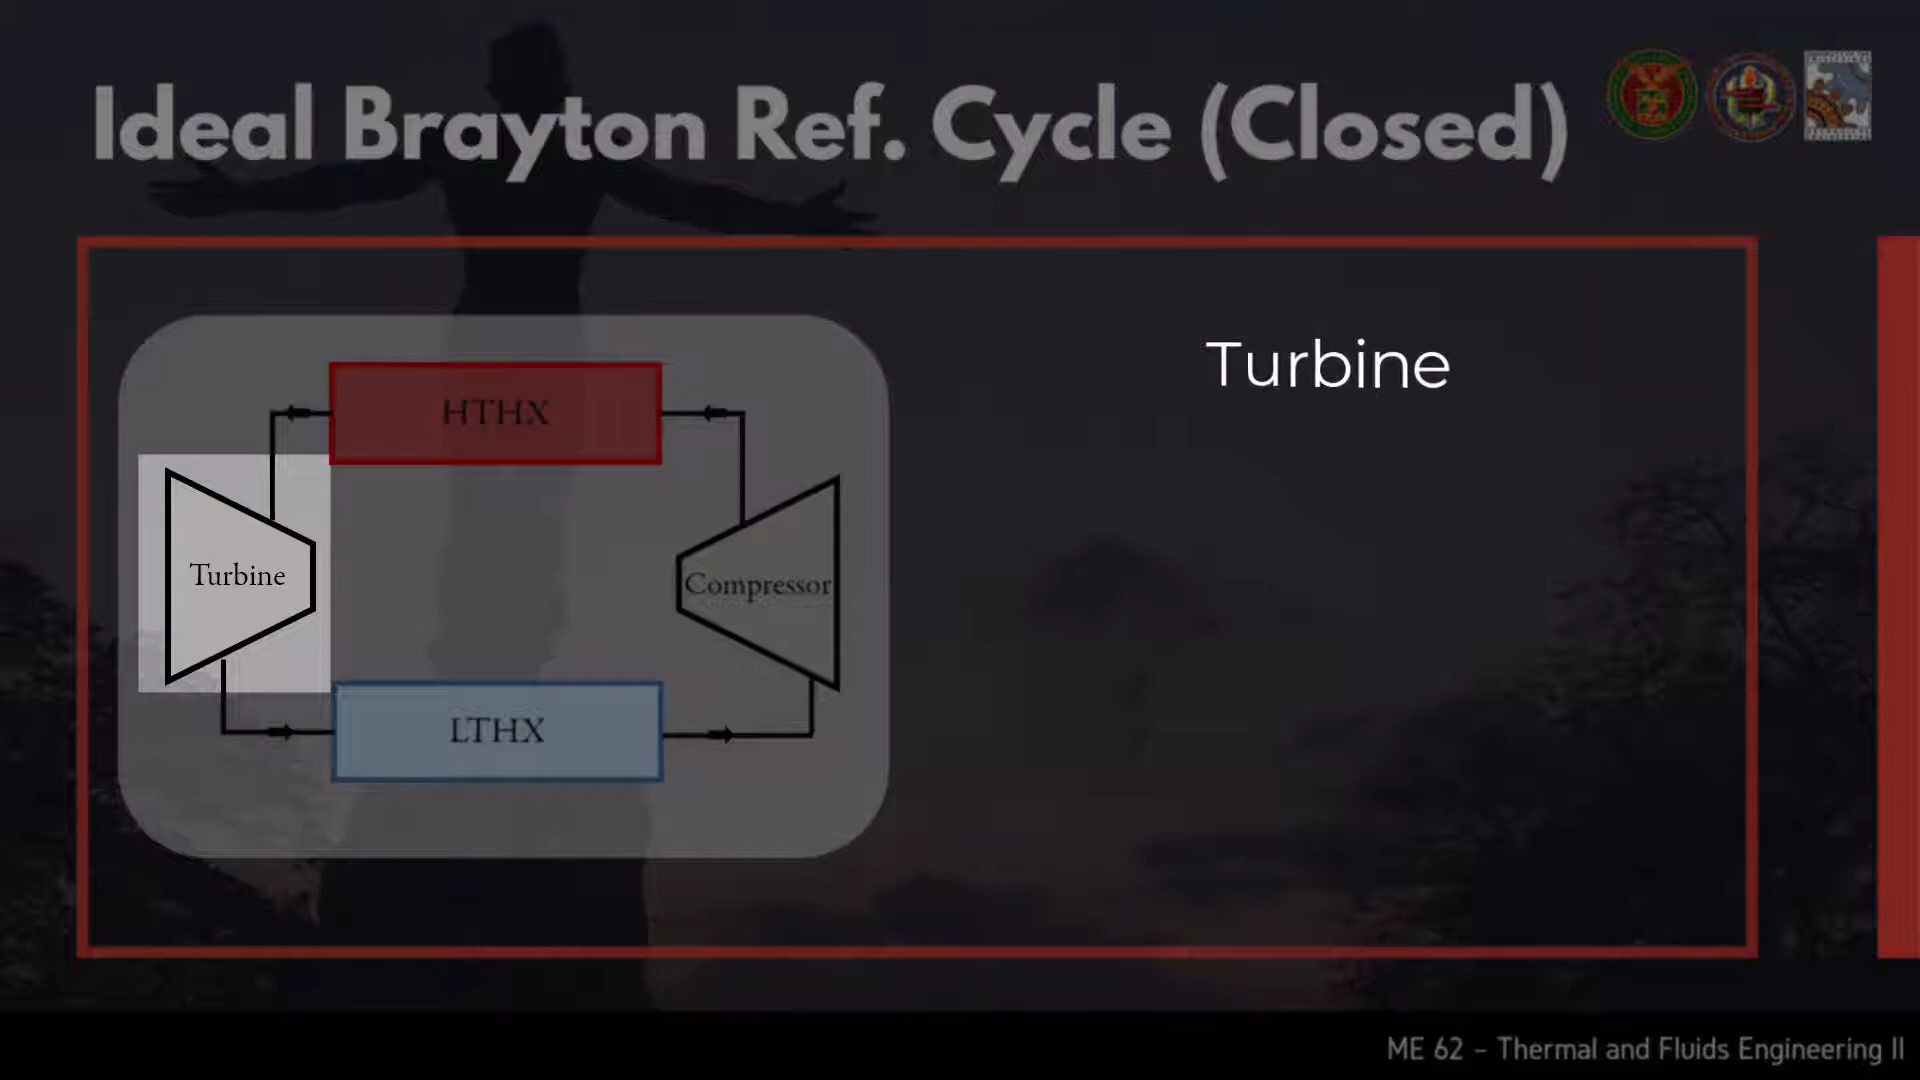 Ideal Brayton Ref. Cycle (Closed)
Turbine
HTHX
Turbine
Compressor
LTHX
ME 62 – Thermal and Fluids Engineering II